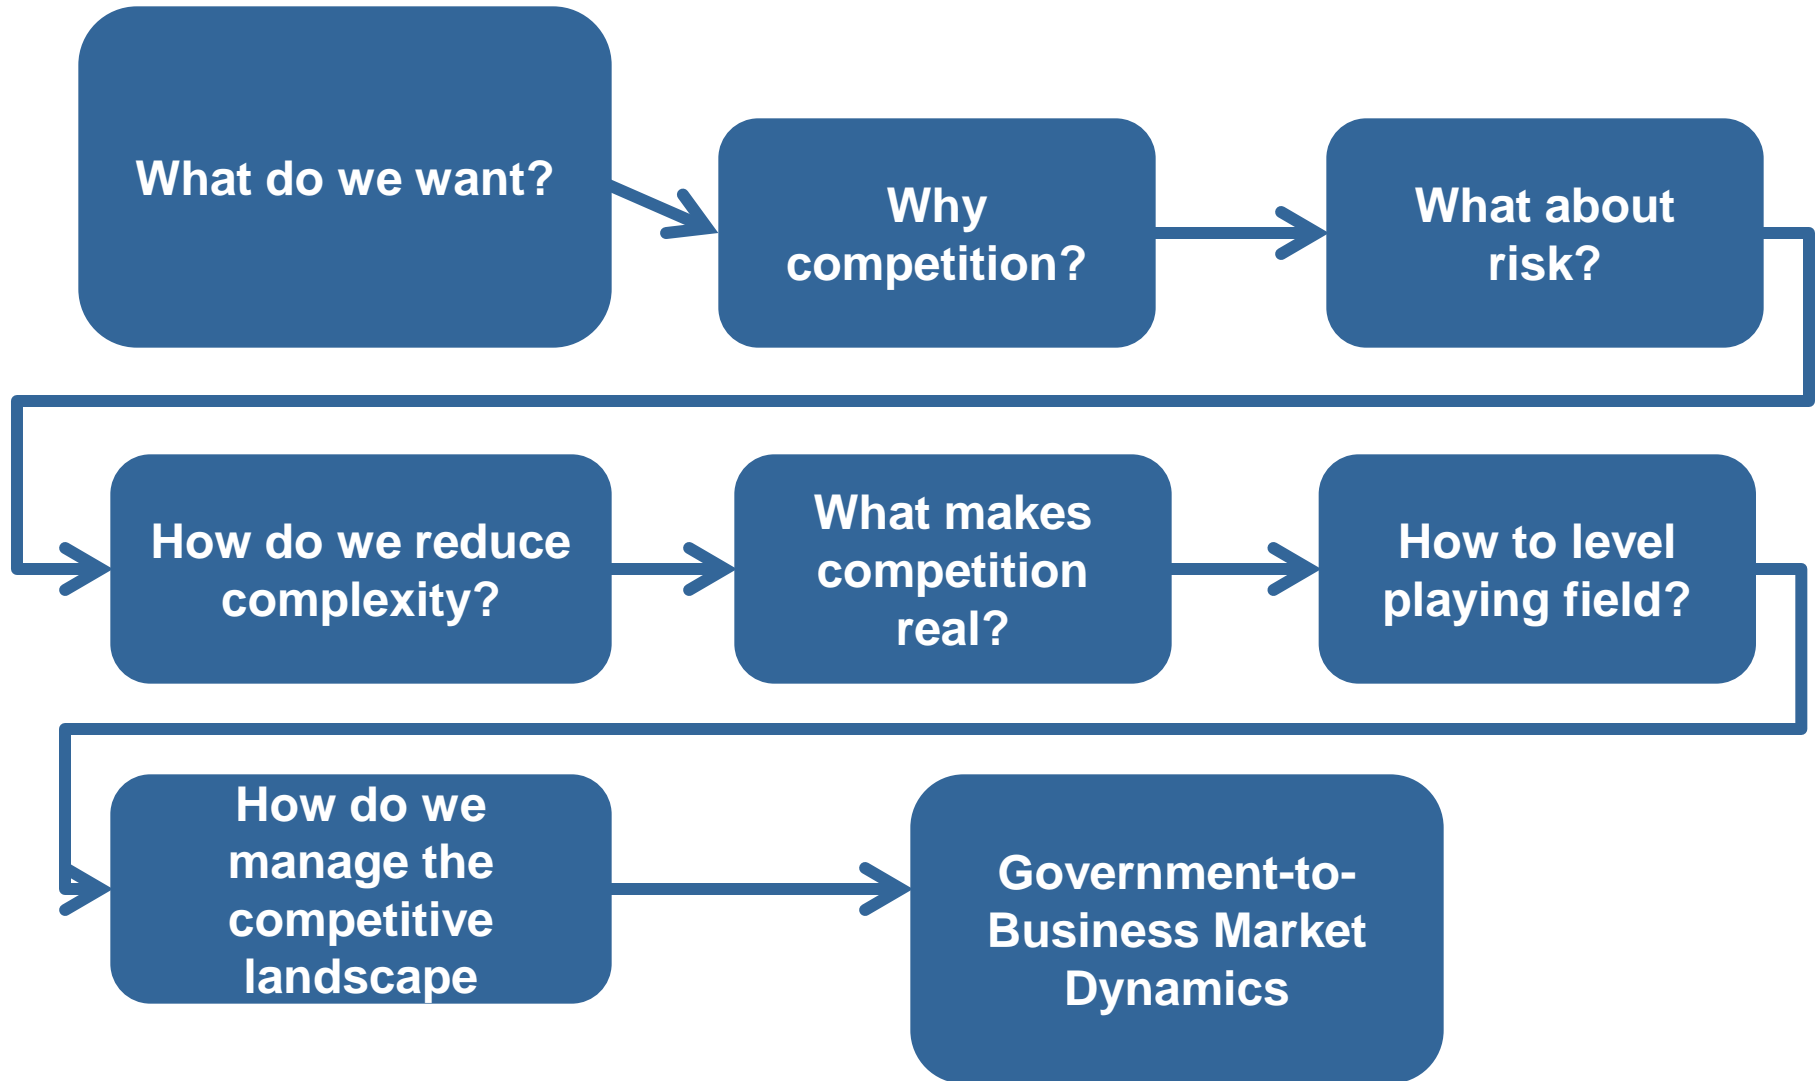 What do we want?
Why
competition?
What about
risk?
How do we reduce
complexity?
What makes
competition
real?
How to level
playing field?
How do we
manage the
competitive
landscape
Government-to-
Business Market
Dynamics